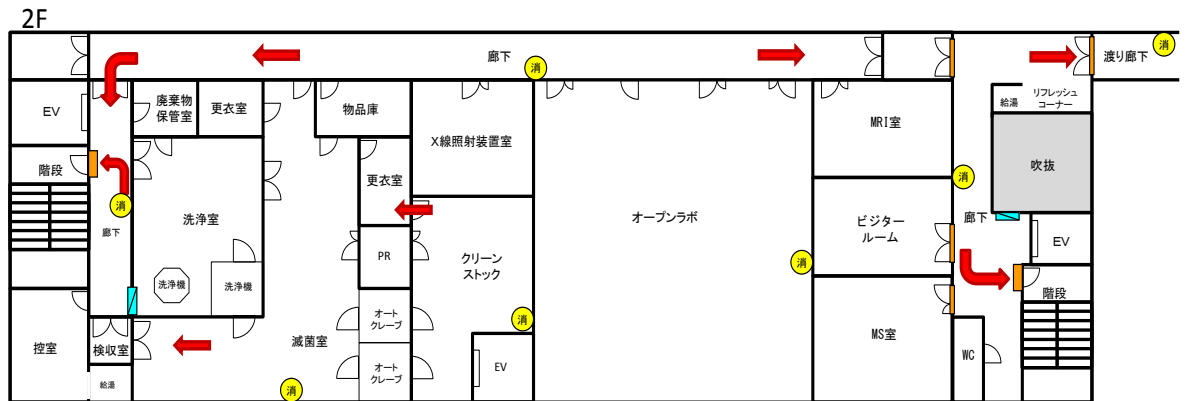 2F
廊下
消
消
渡り廊下
EV
廃棄物
保管室
更衣室
物品庫
X線照射装置室
MRI室
給湯
リフレッシュ
コーナー
階段
更衣室
吹抜
消
消
廊下
洗浄室
オープンラボ
ビジター
ルーム
廊下
PR
クリーン
ストック
消
EV
洗浄機
洗浄機
階段
オート
クレーブ
消
控室
検収室
滅菌室
MS室
WC
オート
クレーブ
EV
給湯
消